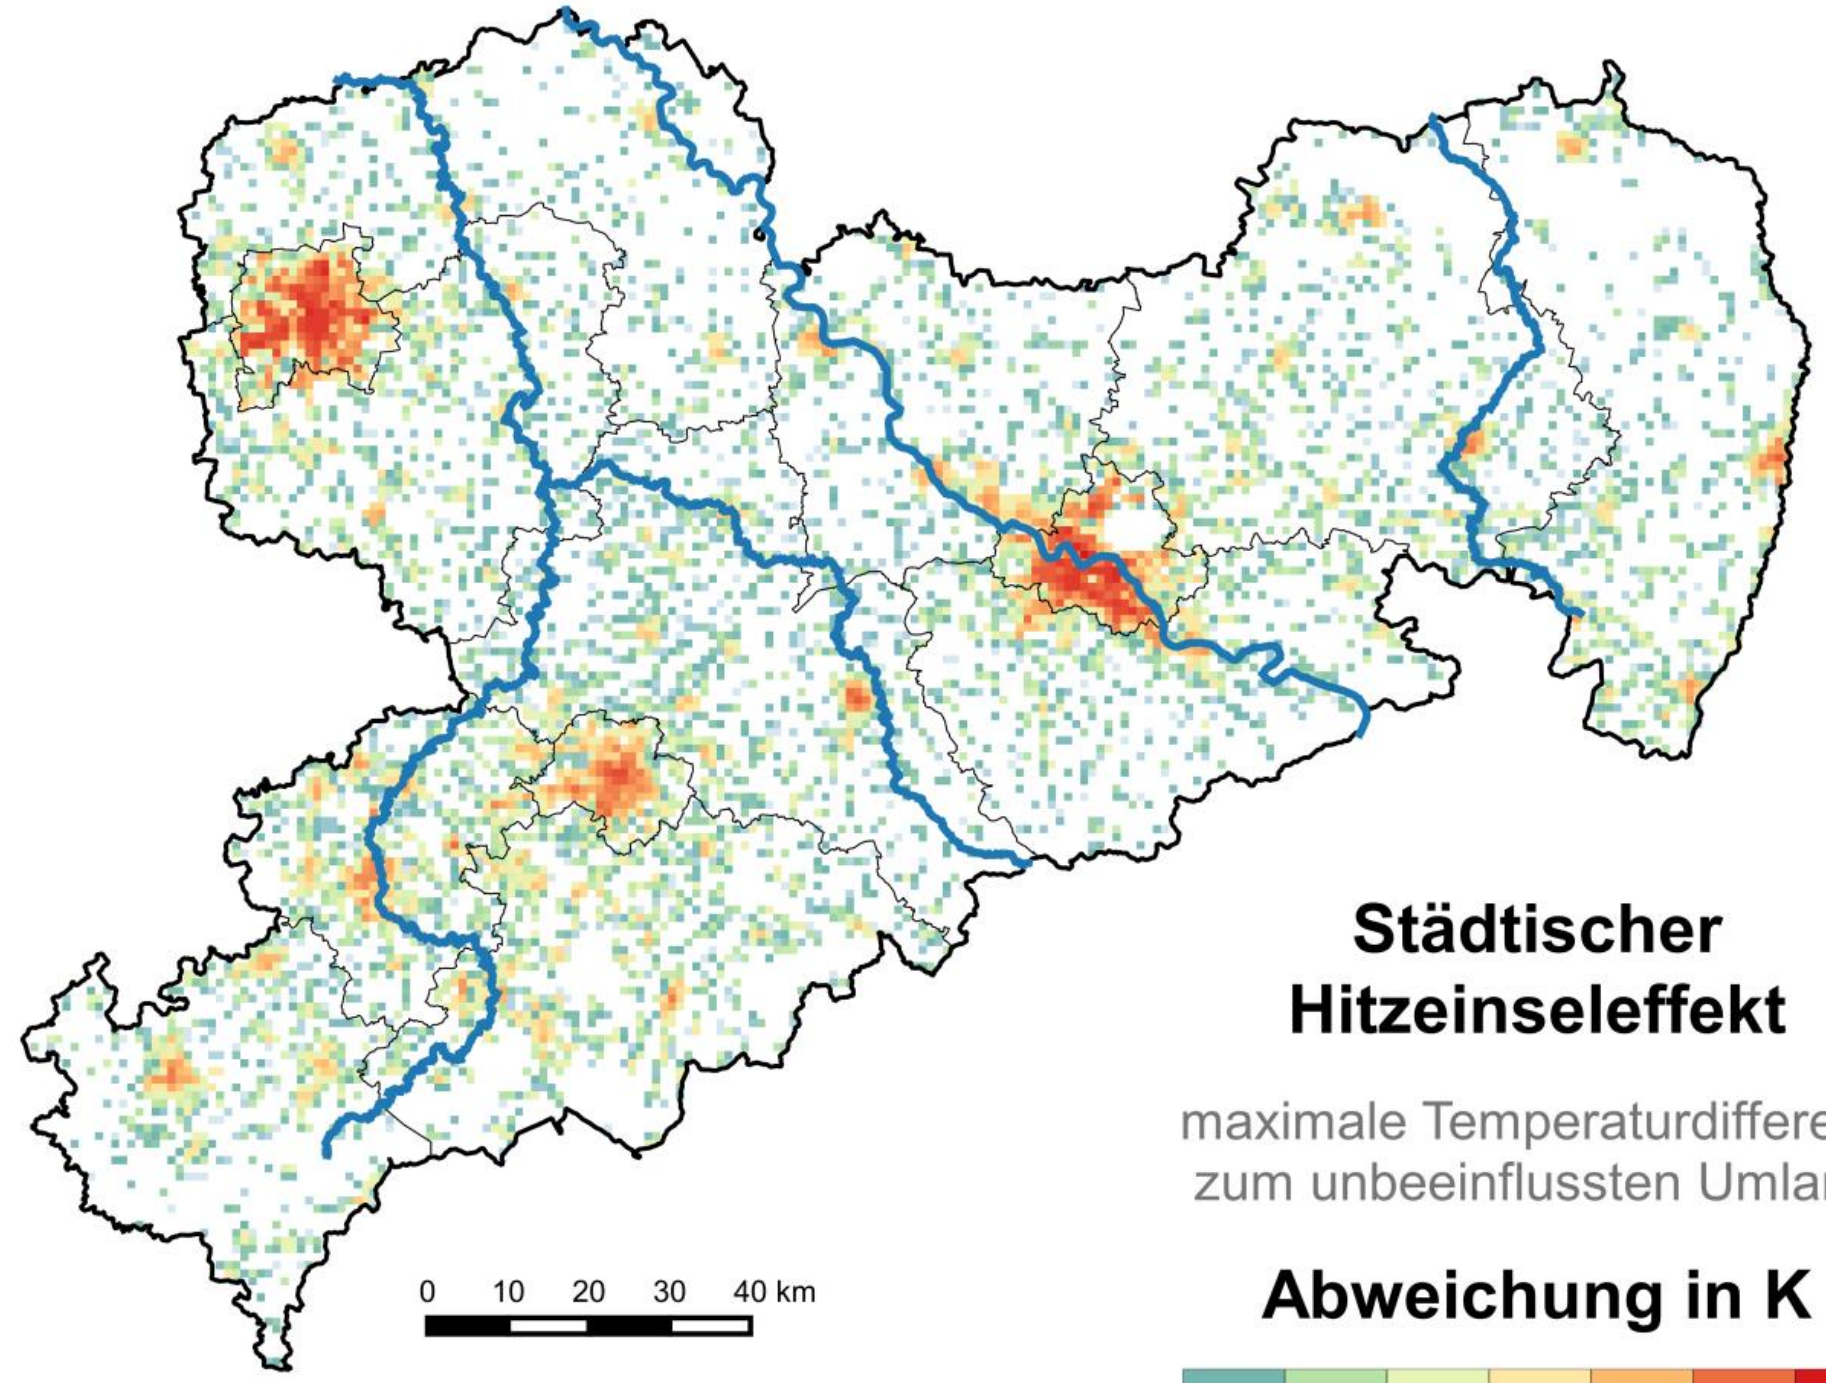 Städtischer
Hitzeinseleffekt
maximale Temperaturdiffere
zum unbeeinflussten Umla
Abweichung in K
0 10 20 30 40 km